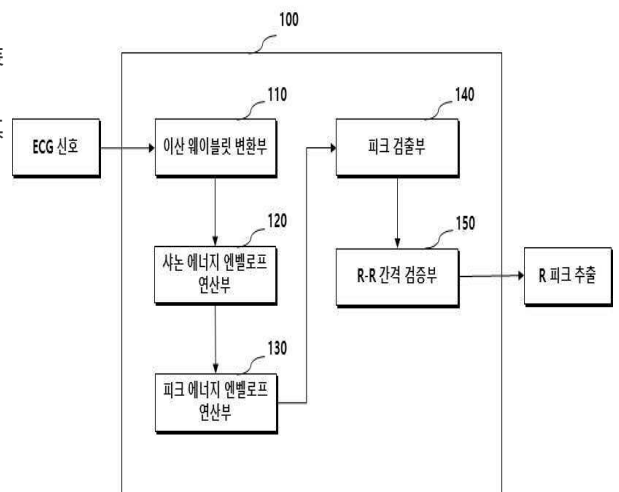 100
110
140
ECG 신호
이산 웨이블릿 변환부
피크 검출부
120
150
샤논 에너지 엔벨로프
연산부
R-R 간격 검증부
R 피크 추출
130
피크 에너지 엔벨로프
연산부